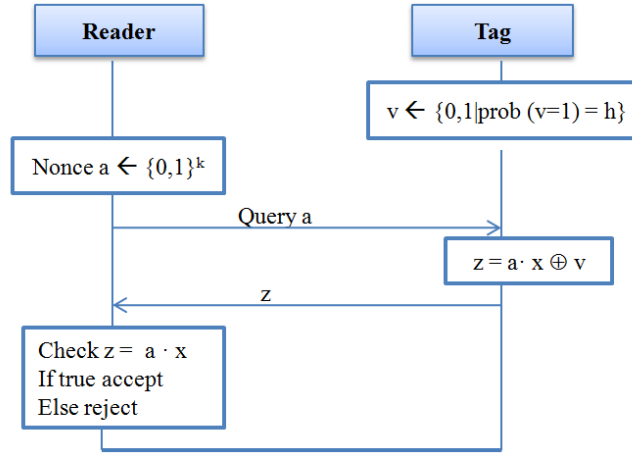 Reader
Tag
v ← {0,1|prob (v=1) = h}
Nonce a ← {0,1}ᵏ
Query a
z = a· x ⊕ v
z
Check z = a · x
If true accept
Else reject